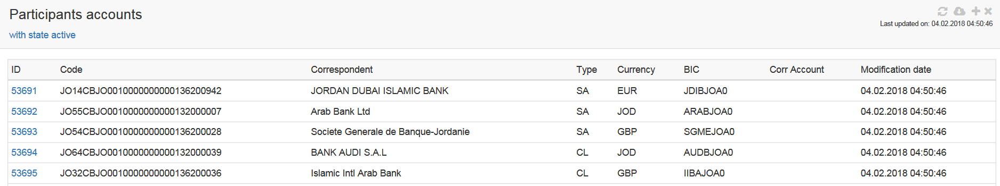 Participants accounts
Last updated on: 04.02.2018 04:50:46
with state active
ID Code Correspondent Type Currency BIC Corr Account Modification date
53691 JO14CBJO0010000000000136200942 JORDAN DUBAI ISLAMIC BANK SA EUR JDIBJOA0 04.02.2018 04:50:46
53692 JO55CBJO0010000000000132000007 Arab Bank Ltd SA JOD ARABJOA0 04.02.2018 04:50:46
53693 JO54CBJO0010000000000136200028 Societe Generale de Banque-Jordanie SA GBP SGMEJOA0 04.02.2018 04:50:46
53694 JO64CBJO0010000000000132000039 BANK AUDI S.A.L CL JOD AUDBJOA0 04.02.2018 04:50:46
53695 JO32CBJO0010000000000136200036 Islamic Intl Arab Bank CL GBP IIBAJOA0 04.02.2018 04:50:46